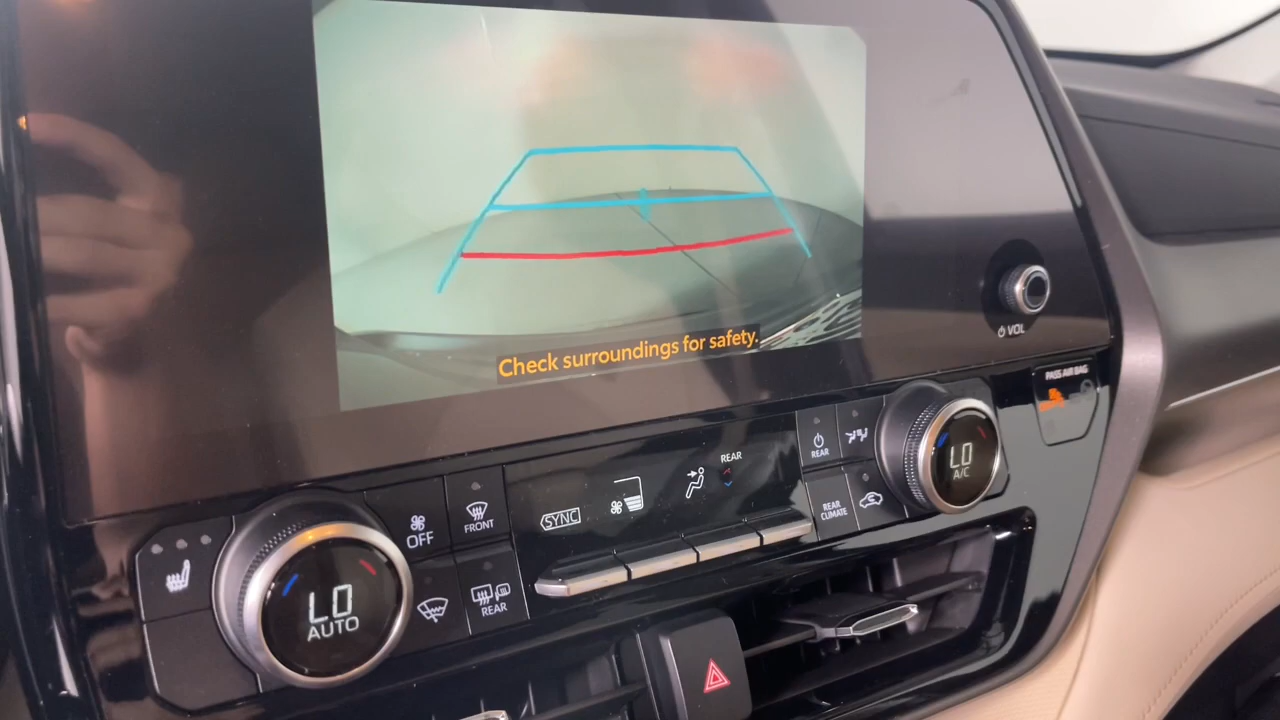 Check surroundings for safety.
VOL
PASS AIR BAG
REAR
LO
A/C
REAR
CLIMATE
REAR
SYNC
FRONT
OFF
REAR
LO
AUTO